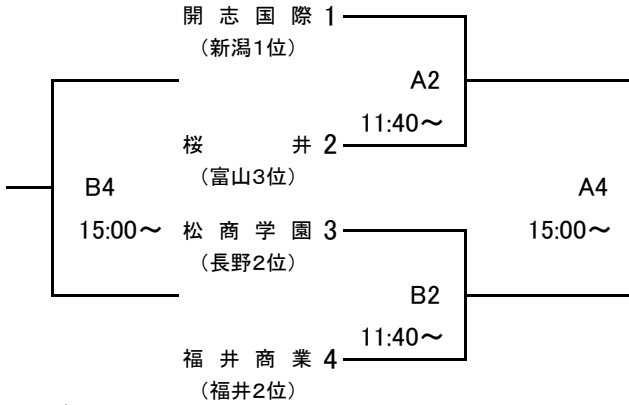 開志国際 1
（新潟1位）
A2
11:40～
桜井 2
（富山3位）
B4
15:00～
A4
15:00～
松商学園 3
（長野2位）
B2
11:40～
福井商業 4
（福井2位）